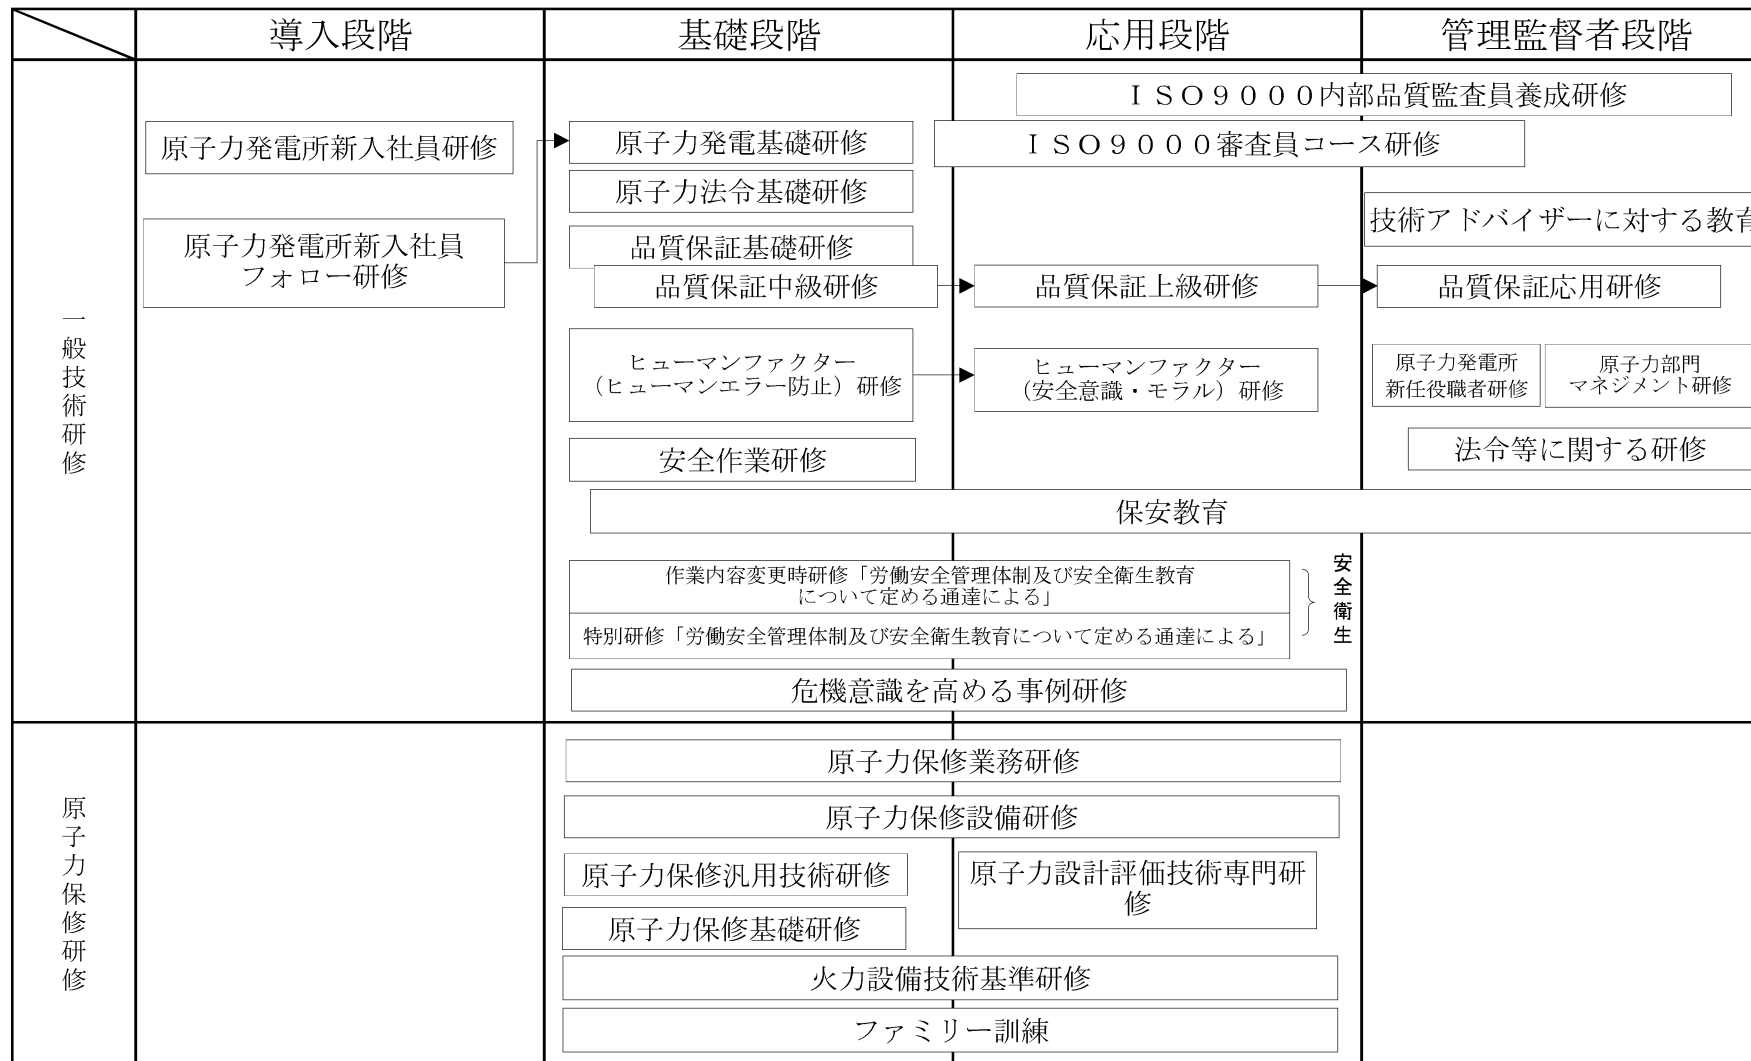 導入段階
基礎段階
応用段階
管理監督者段階
一般技術研修
ＩＳＯ９０００内部品質監査員養成研修
原子力発電所新入社員研修
原子力発電基礎研修
ＩＳＯ９０００審査員コース研修
原子力法令基礎研修
技術アドバイザーに対する教育
原子力発電所新入社員
フォロー研修
品質保証基礎研修
品質保証中級研修
品質保証上級研修
品質保証応用研修
ヒューマンファクター
（ヒューマンエラー防止）研修
ヒューマンファクター
（安全意識・モラル）研修
原子力発電所
新任役職者研修
原子力部門
マネジメント研修
安全作業研修
法令等に関する研修
保安教育
作業内容変更時研修「労働安全管理体制及び安全衛生教育
について定める通達による」
特別研修「労働安全管理体制及び安全衛生教育について定める通達による」
安全衛生
危機意識を高める事例研修
原子力保修研修
原子力保修業務研修
原子力保修設備研修
原子力保修汎用技術研修
原子力設計評価技術専門研
修
原子力保修基礎研修
火力設備技術基準研修
ファミリー訓練